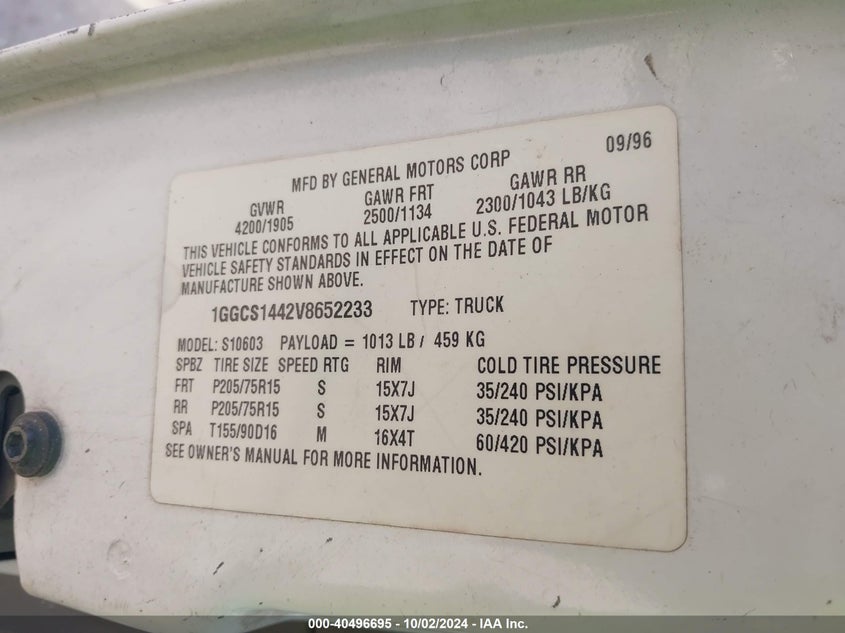 MFD BY GENERAL MOTORS CORP 09/96
GVWR GAWR FRT GAWR RR
4200/1905 2500/1134 2300/1043 LB/KG
THIS VEHICLE CONFORMS TO ALL APPLICABLE U.S. FEDERAL MOTOR
VEHICLE SAFETY STANDARDS IN EFFECT ON THE DATE OF
MANUFACTURE SHOWN ABOVE.
1GGCS1442V8652233 TYPE: TRUCK
MODEL: S10603 PAYLOAD = 1013 LB / 459 KG
SPBZ TIRE SIZE SPEED RTG RIM COLD TIRE PRESSURE
FRT P205/75R15 S 15X7J 35/240 PSI/KPA
RR P205/75R15 S 15X7J 35/240 PSI/KPA
SPA T155/90D16 M 16X4T 60/420 PSI/KPA
SEE OWNER'S MANUAL FOR MORE INFORMATION.
000-40496695 - 10/02/2024 - IAA Inc.